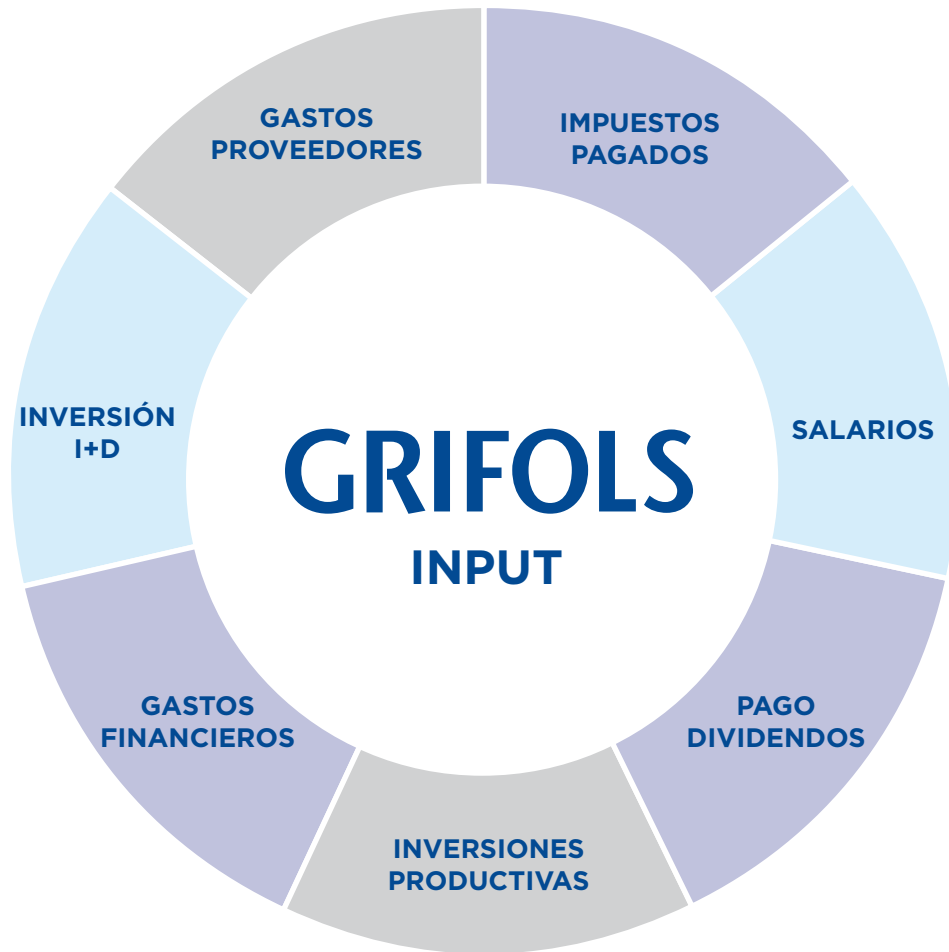 GASTOS
PROVEEDORES
IMPUESTOS
PAGADOS
INVERSIÓN
I+D
SALARIOS
GRIFOLS
INPUT
GASTOS
FINANCIEROS
PAGO
DIVIDENDOS
INVERSIONES
PRODUCTIVAS